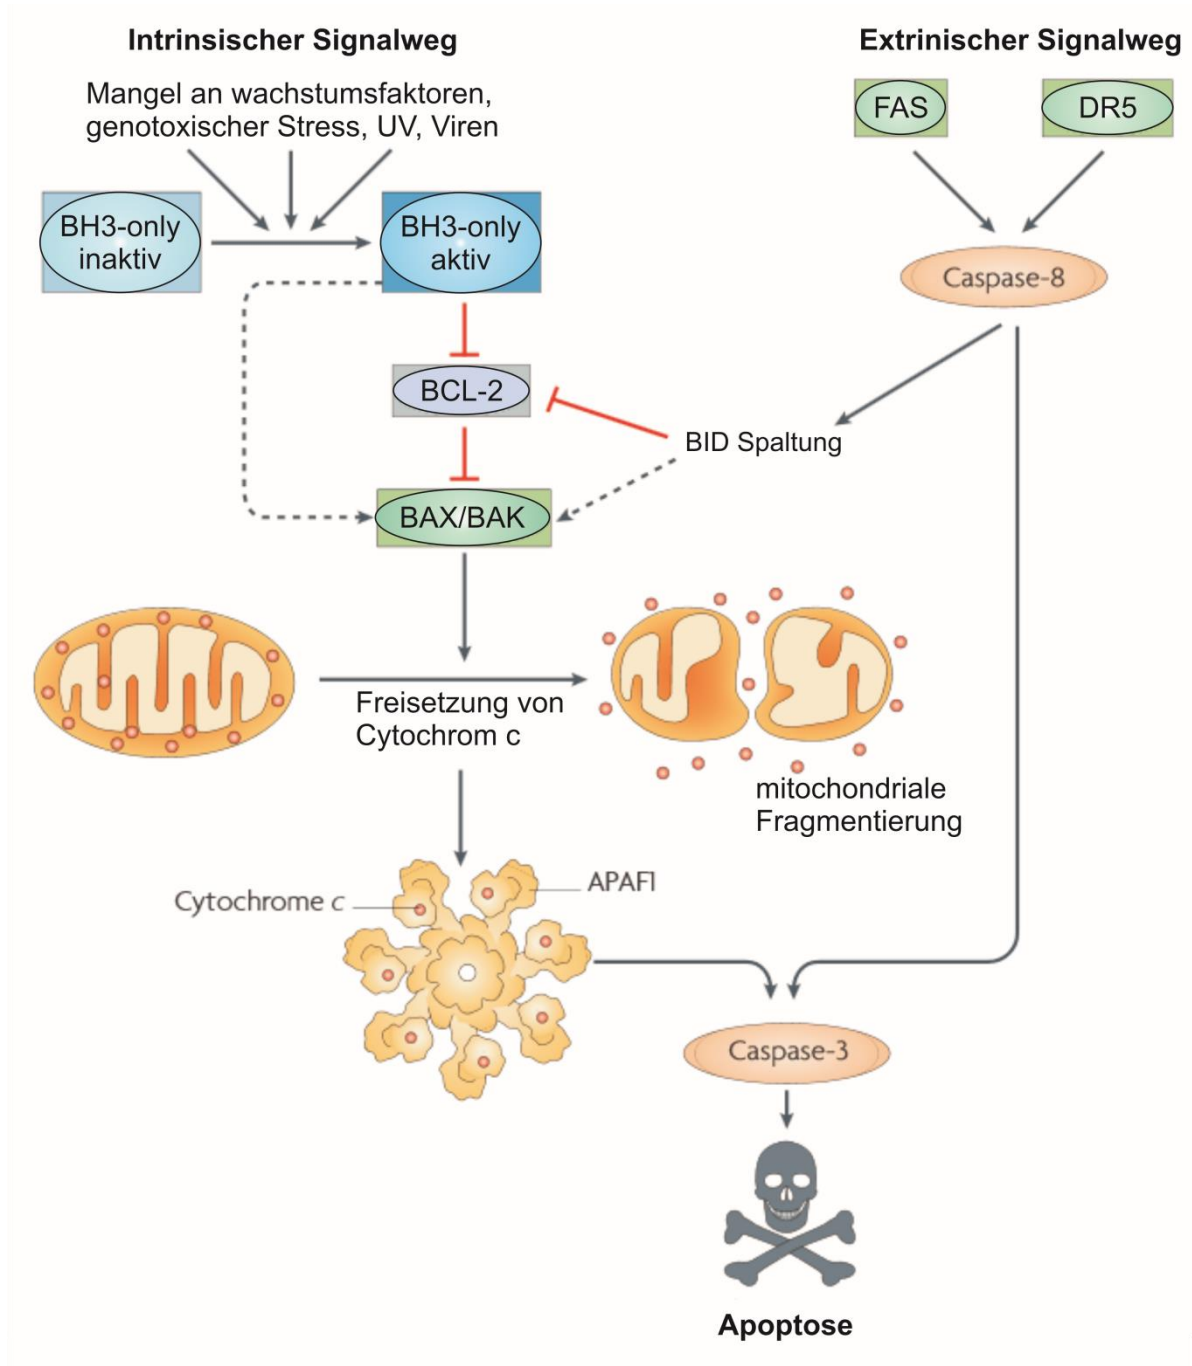 Intrinsischer Signalweg
Extrinischer Signalweg
Mangel an wachstumsfaktoren,
genotoxischer Stress, UV, Viren
FAS
DR5
BH3-only
inaktiv
BH3-only
aktiv
Caspase-8
BCL-2
BID Spaltung
BAX/BAK
Freisetzung von
Cytochrom c
mitochondriale
Fragmentierung
Cytochrome c
APAF1
Caspase-3
Apoptose